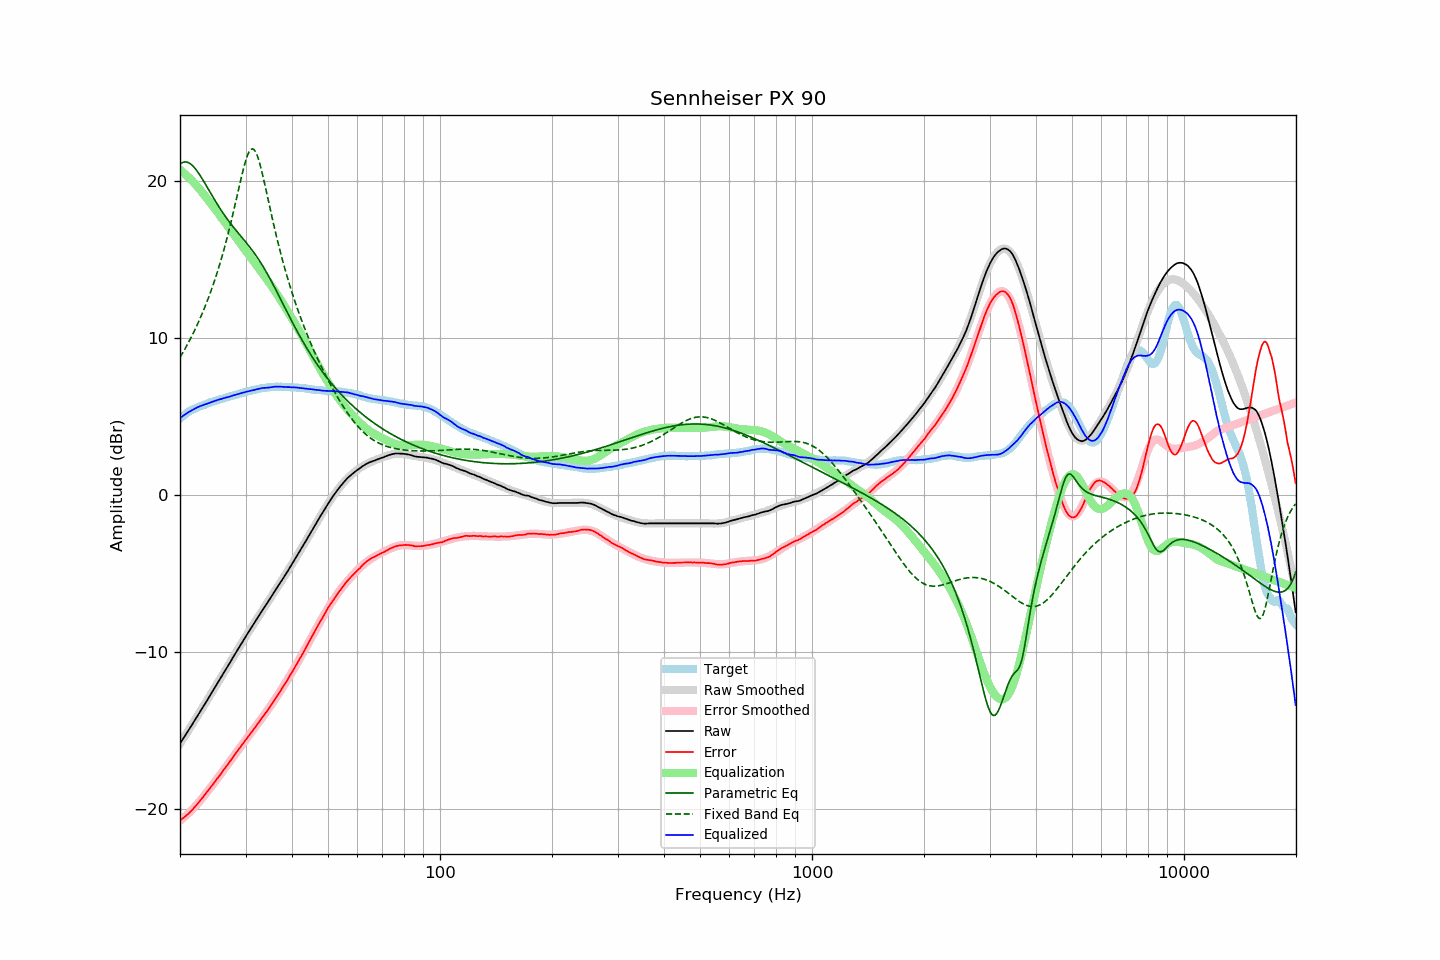 Sennheiser PX 90
Amplitude (dBr)
20
10
0
−10
−20
Target
Raw Smoothed
Error Smoothed
Raw
Error
Equalization
Parametric Eq
Fixed Band Eq
Equalized
100
1000
10000
Frequency (Hz)